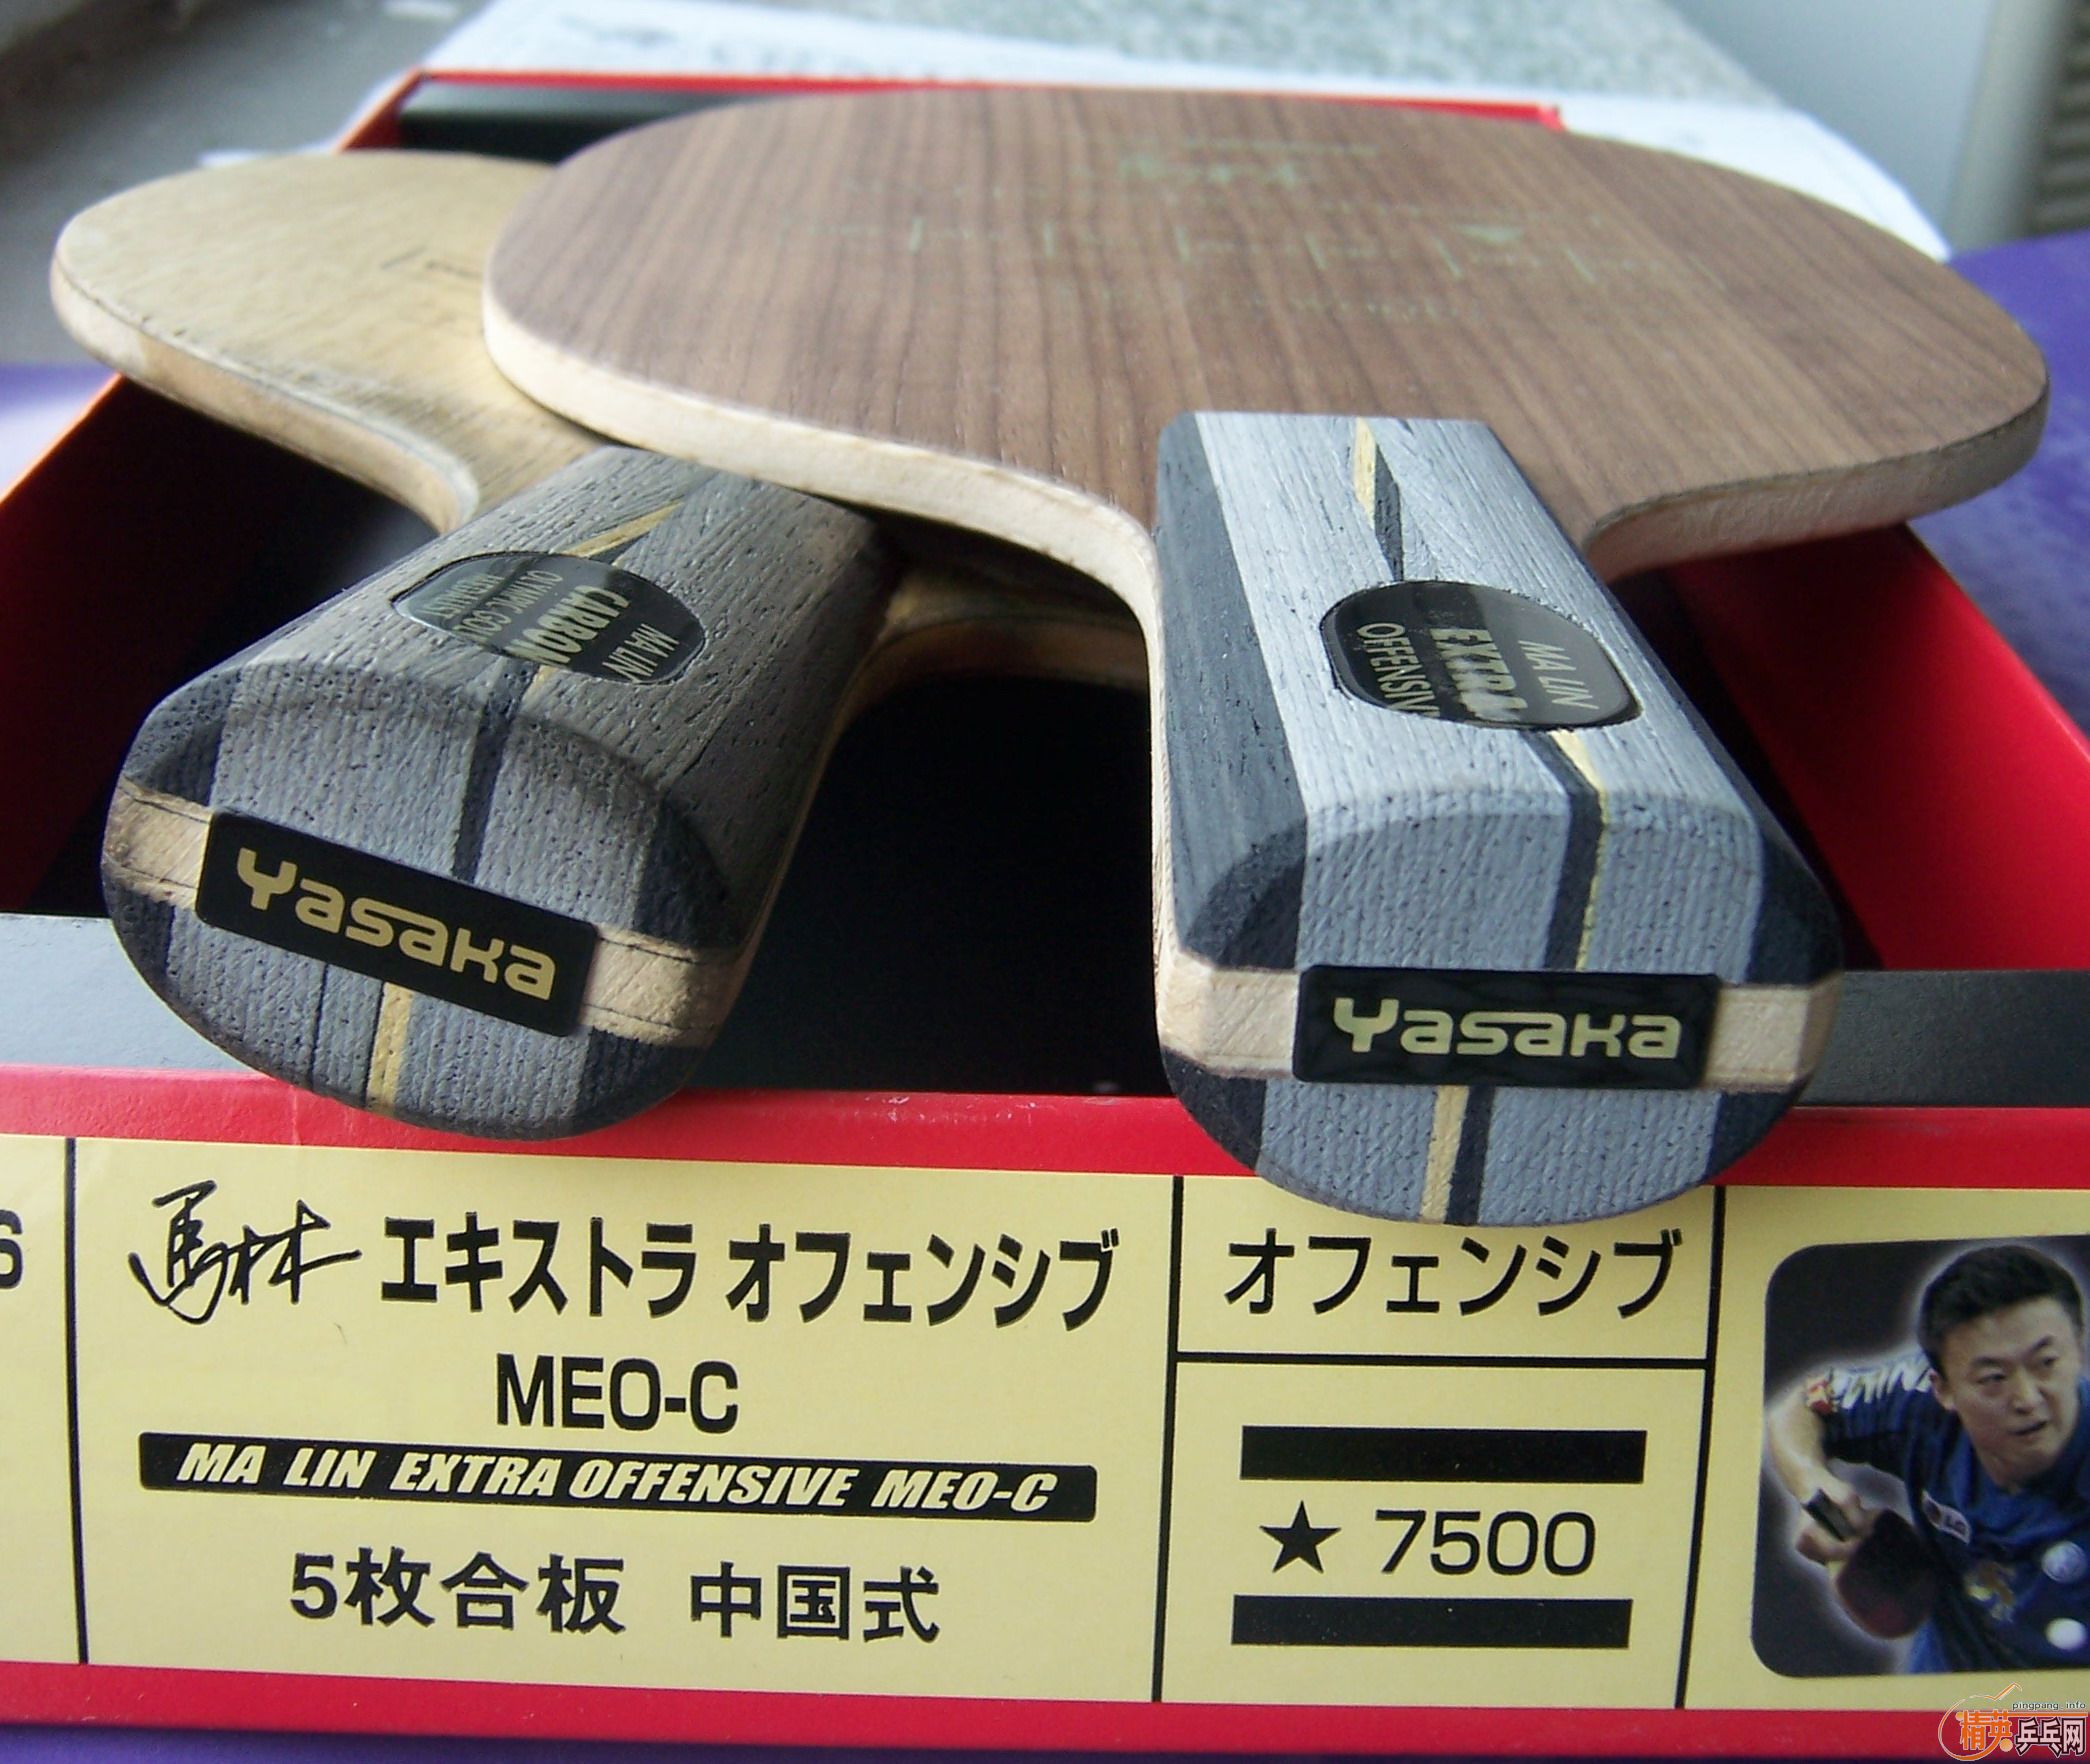 MA LIN
CARBON
MA LIN
EXTRA
OFFENSIV
Yasaka
Yasaka
馬林 エキストラ オフェンシブ
MEO-C
MA LIN EXTRA OFFENSIVE MEO-C
5枚合板 中国式
オフェンシブ
★ 7500
pingpang_info
精英乒乓网